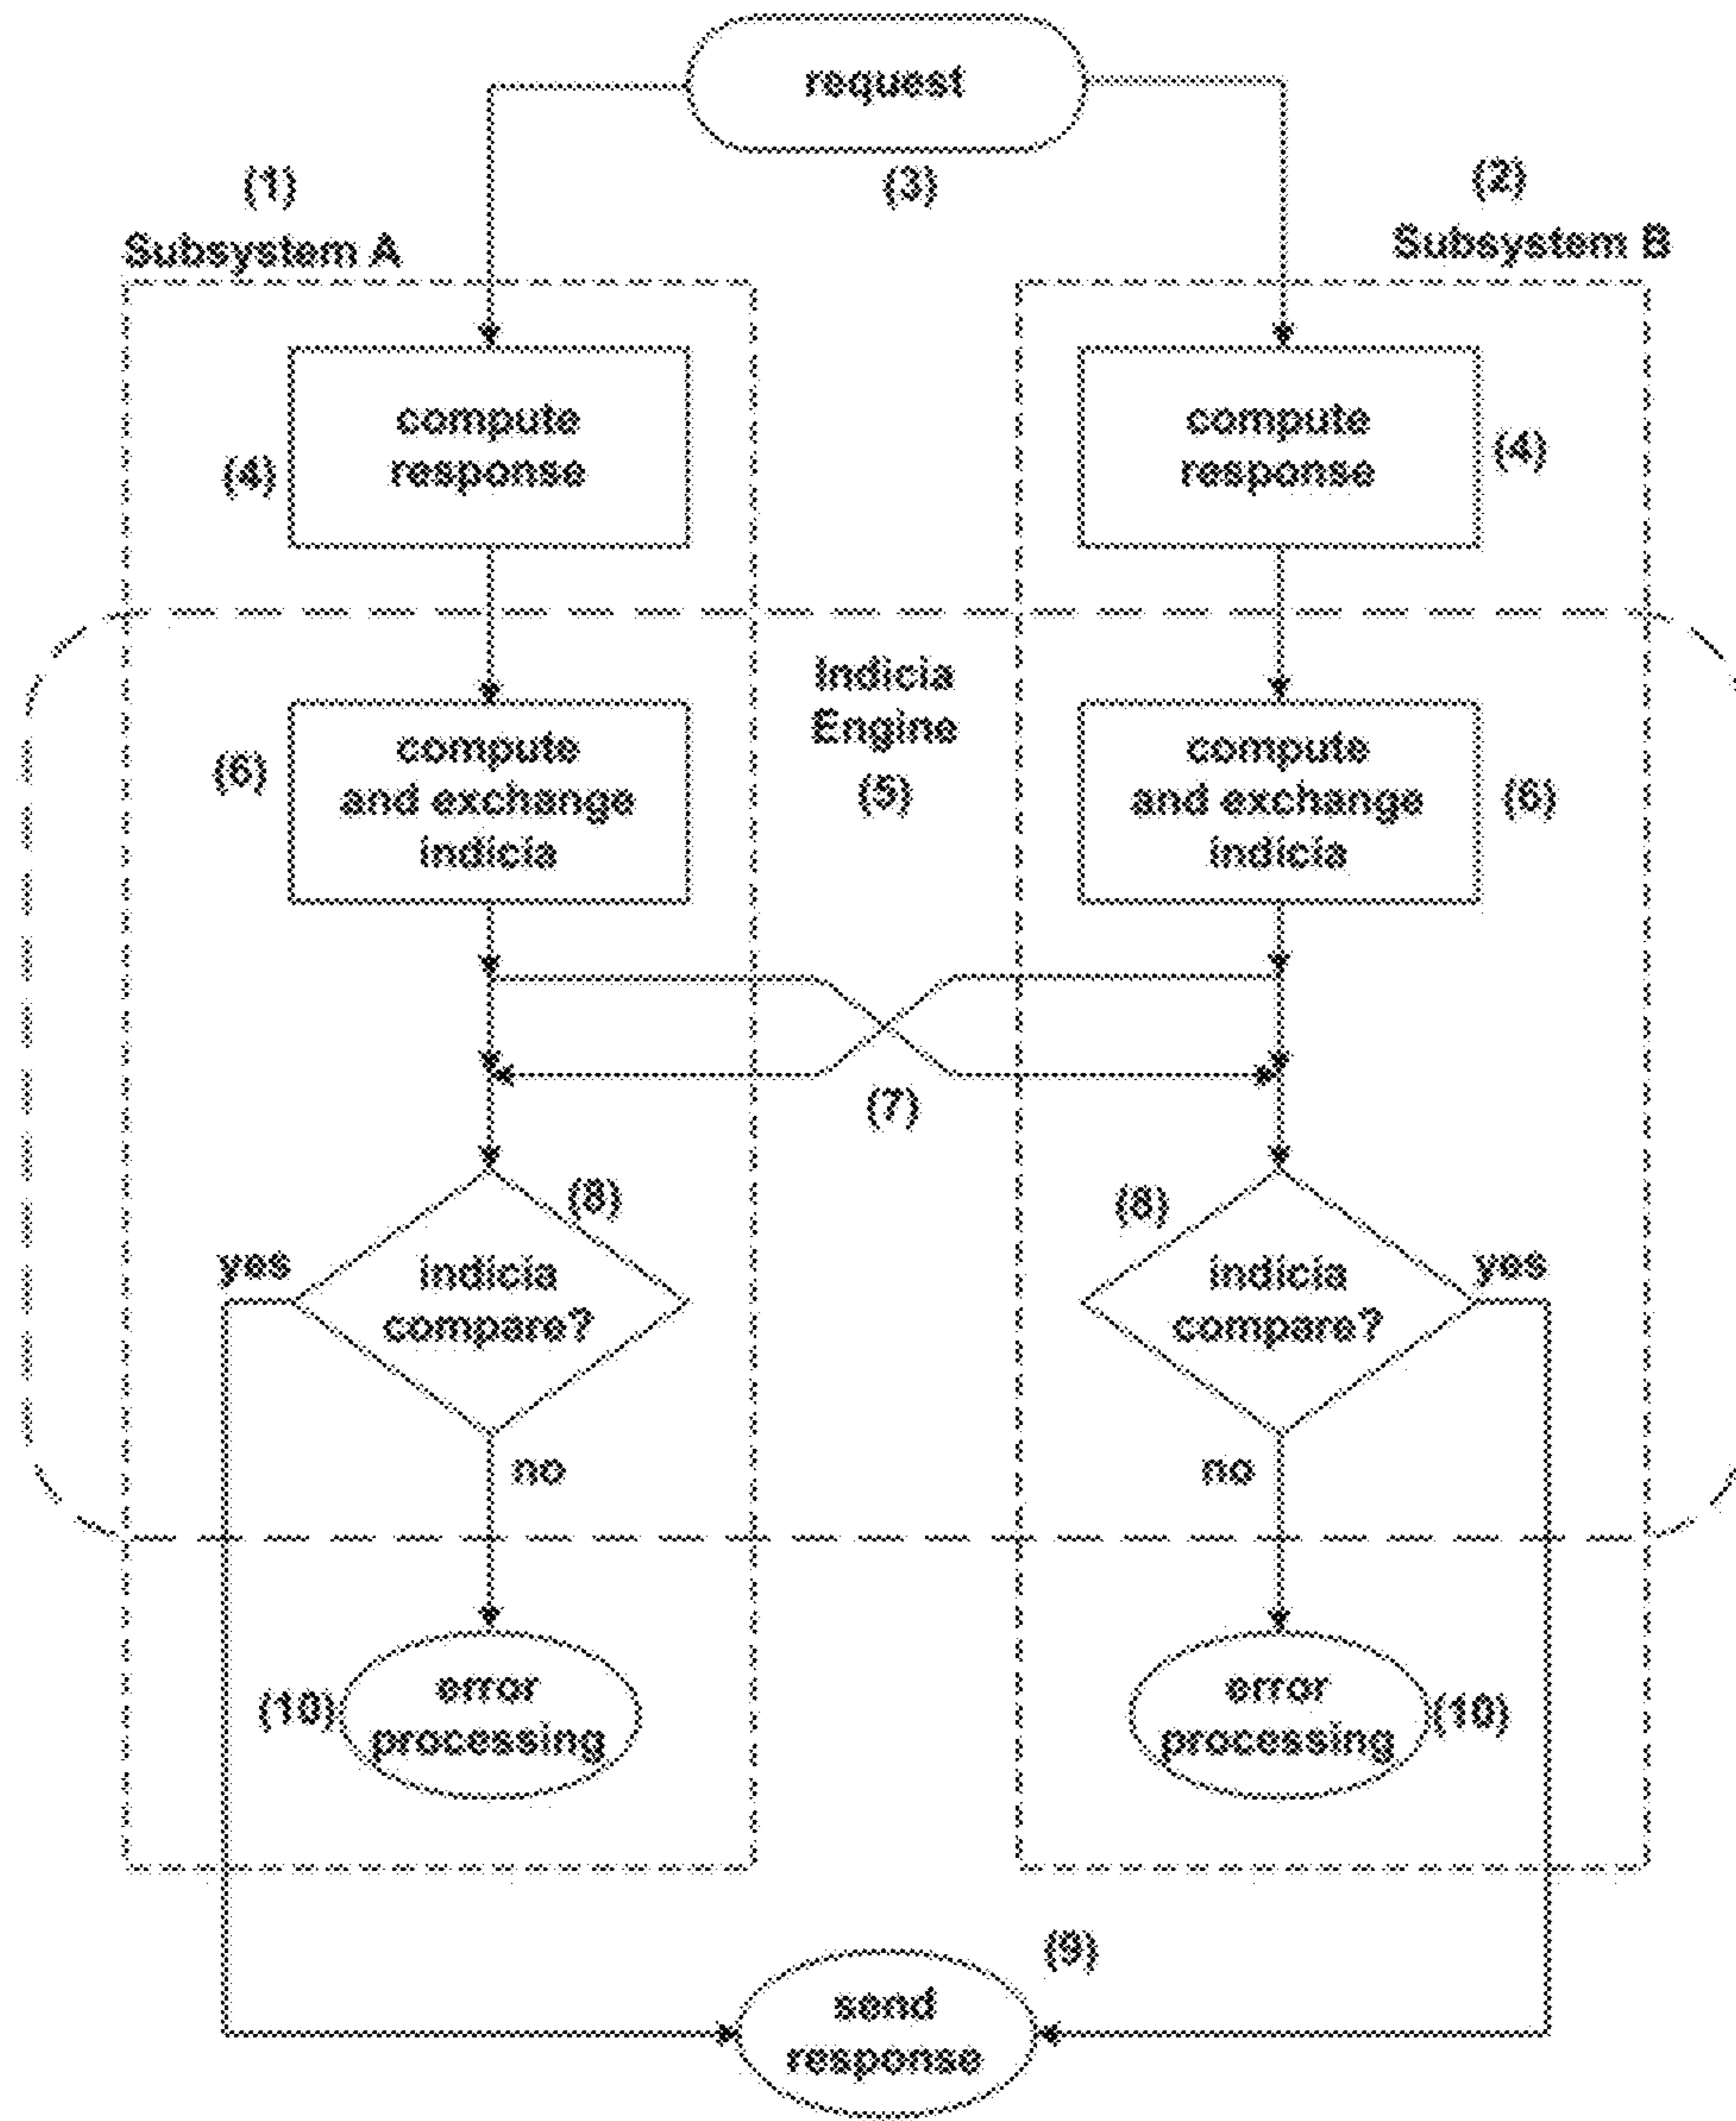 request
(3)
(1)
Subsystem A
(2)
Subsystem B
compute
response
(4)
compute
response
(4)
Indicia
Engine
(5)
compute
and exchange
indicia
(6)
compute
and exchange
indicia
(6)
(7)
(8)
indicia
compare?
yes
no
(8)
indicia
compare?
yes
no
error
processing
(10)
error
processing
(10)
(9)
send
response